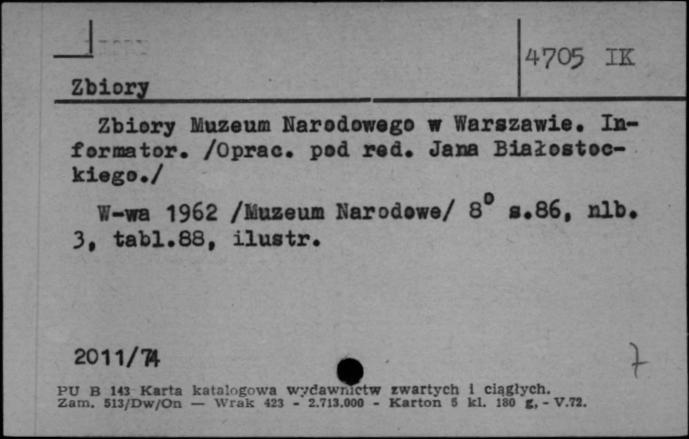 4705 IK
Zbiory
Zbiory Muzeum Narodowego w Warszawie. In-
formator. /Oprac. pod red. Jana Białostoc-
kiego./
W-wa 1962 /Muzeum Narodowe/ 8° s.86, nlb.
3, tabl.88, ilustr.
2011/74
7
PU B 143 Karta katalogowa wydawnictw zwartych i ciągłych.
Zam. 513/Dw/On — Wrak 423 - 2.713.000 - Karton 5 kl. 180 g, - V.72.